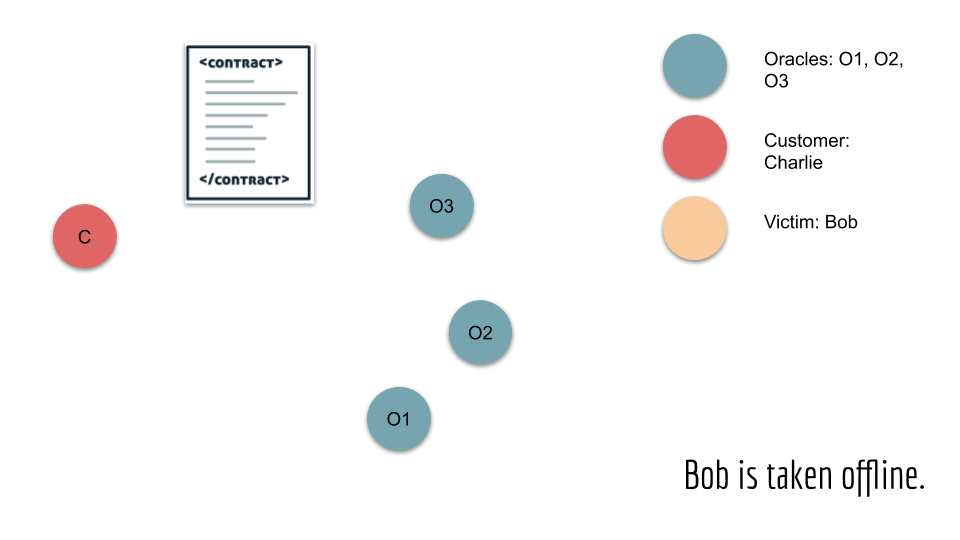 <CONTRACT>
</CONTRACT>
C
O3
O2
O1
Oracles: O1, O2,
O3
Customer:
Charlie
Victim: Bob
Bob is taken offline.